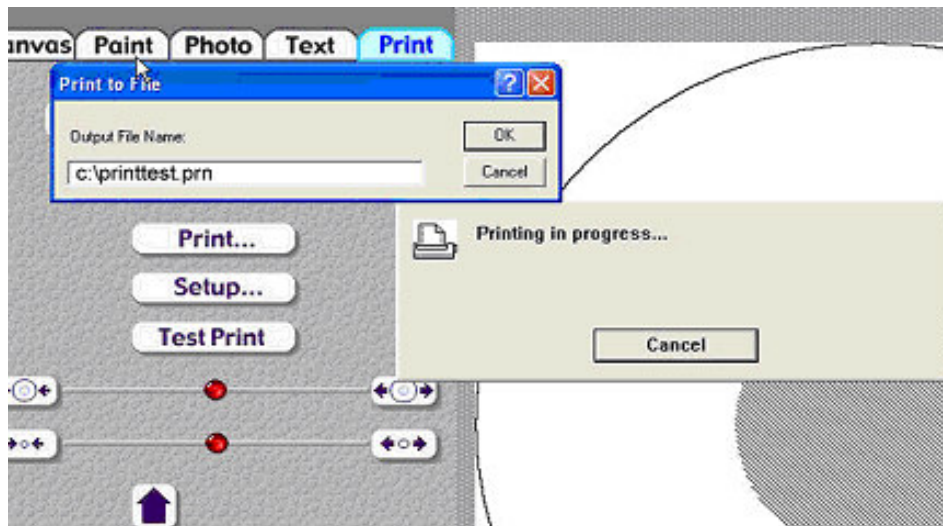 anvas Paint Photo Text Print
Print to File
Output File Name:
OK
c:\printtest.prn
Cancel
Print...
Printing in progress...
Setup...
Test Print
Cancel